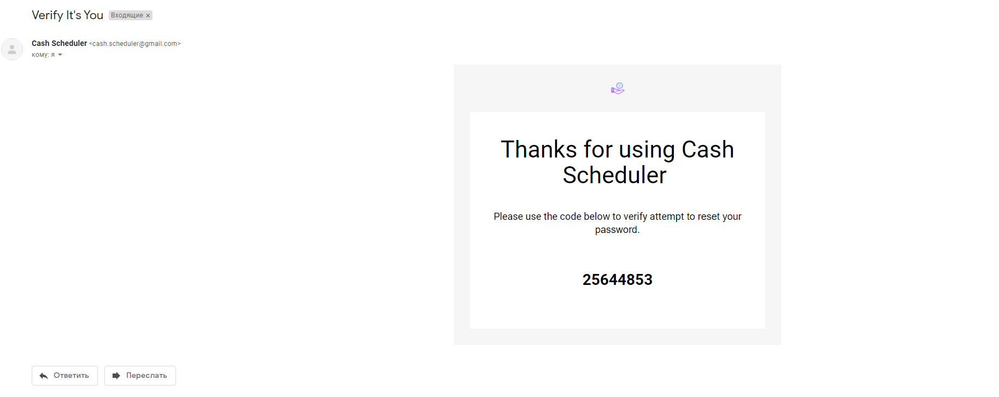 Verify It's You Входящие ×
Cash Scheduler <cash.scheduler@gmail.com>
кому: я
Thanks for using Cash
Scheduler
Please use the code below to verify attempt to reset your
password.
25644853
Ответить Переслать